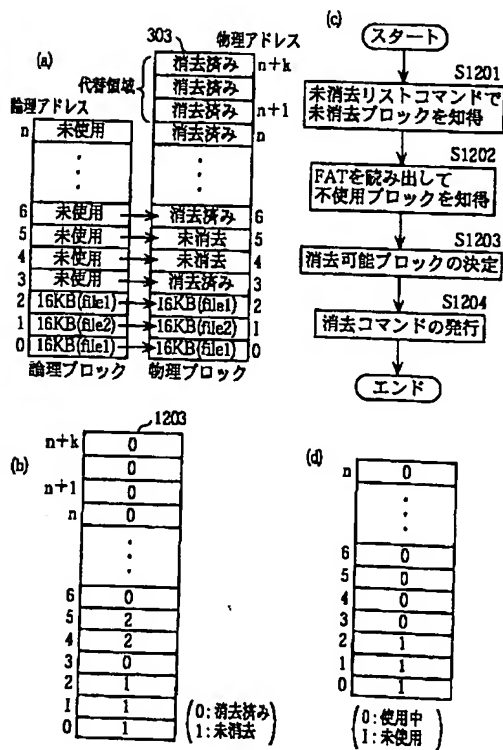 (a)
303
物理アドレス
代替領域
論理アドレス
消去済み n+k
消去済み
消去済み n+1
n 未使用 消去済み n
6 未使用 消去済み 6
5 未使用 未消去 5
4 未使用 未消去 4
3 未使用 消去済み 3
2 16KB(file1) 16KB(file1) 2
1 16KB(file2) 16KB(file2) 1
0 16KB(file1) 16KB(file1) 0
論理ブロック 物理ブロック
(c)
スタート
S1201
未消去リストコマンドで
未消去ブロックを知得
S1202
FATを読み出して
不使用ブロックを知得
S1203
消去可能ブロックの決定
S1204
消去コマンドの発行
エンド
(b)
1203
n+k 0
0
n+1 0
n 0
6 0
5 2
4 2
3 0
2 1
1 1
0 1
(0:消去済み
1:未消去)
(d)
n 0
6 0
5 0
4 0
3 0
2 1
1 1
0 1
(0:使用中
1:未使用)